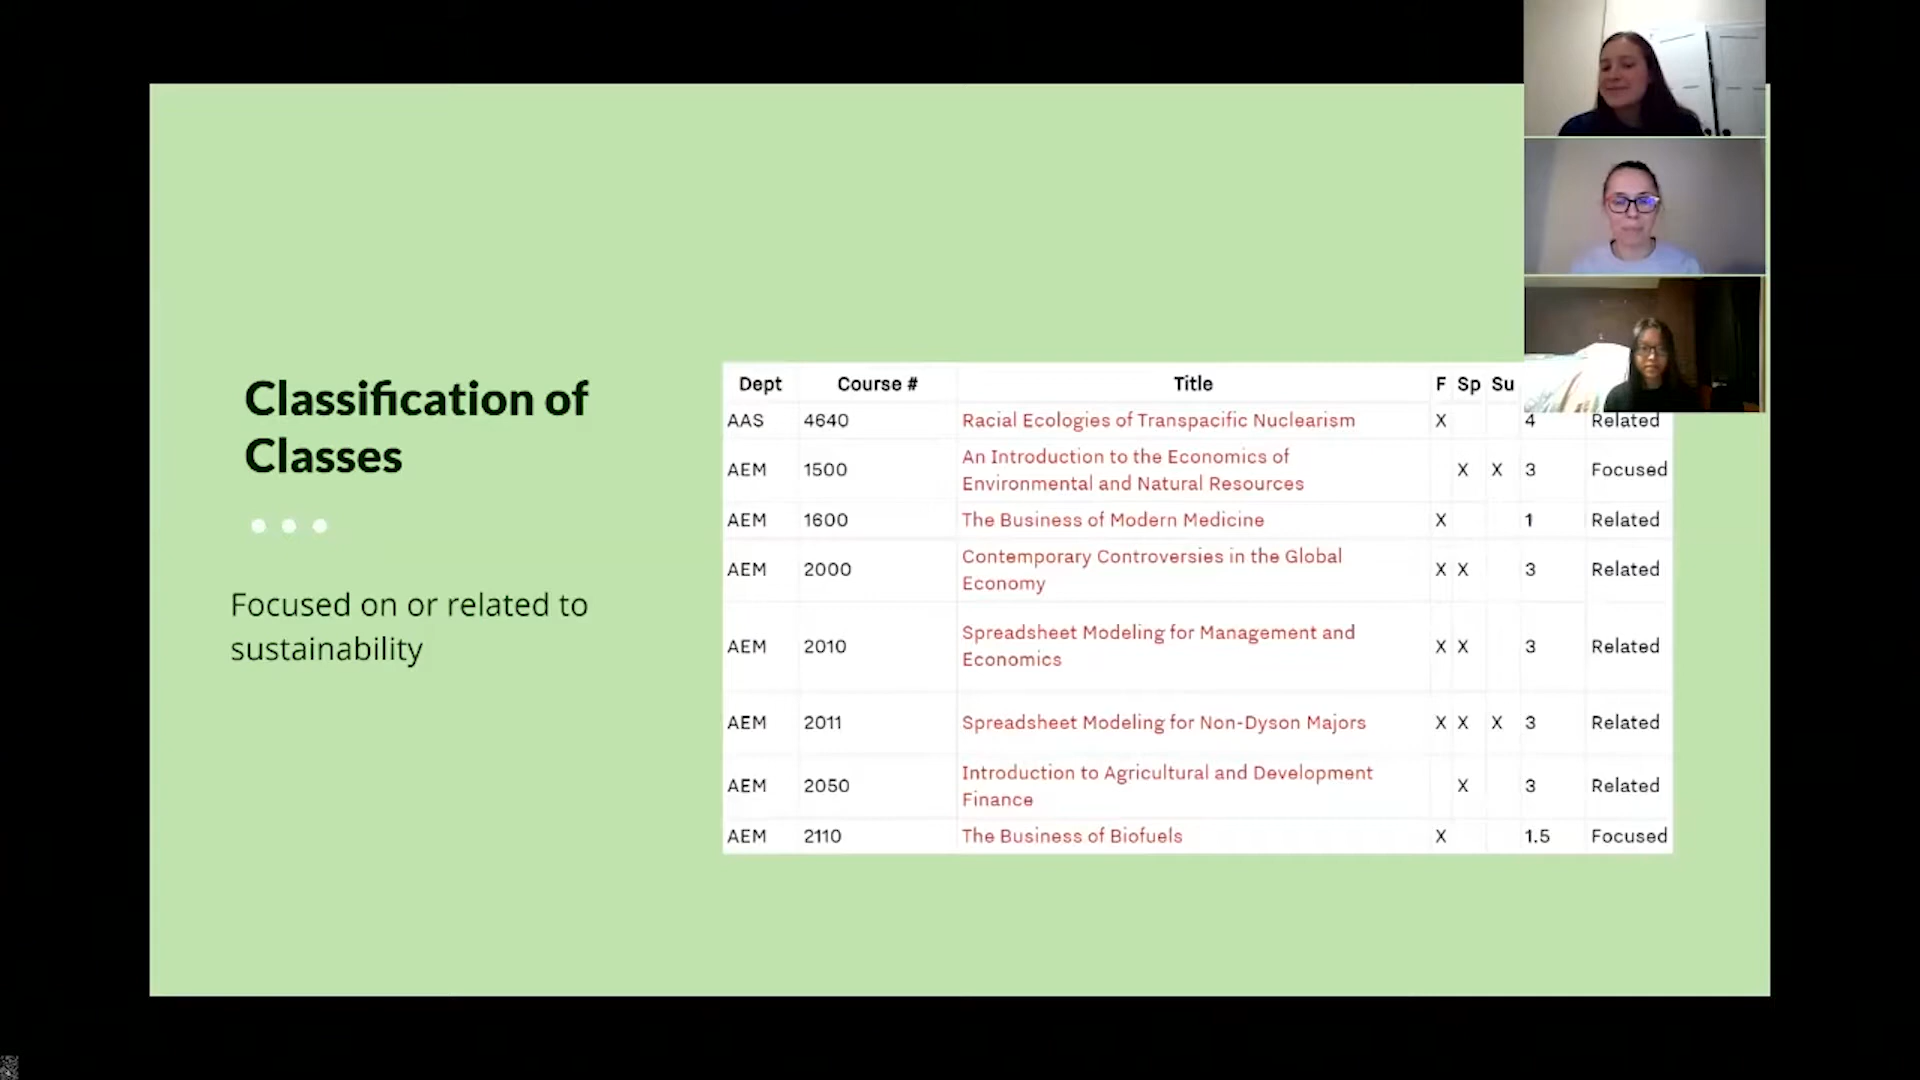 Classification of
Classes
Focused on or related to
sustainability
Dept Course # Title F Sp Su
AAS 4640 Racial Ecologies of Transpacific Nuclearism X 4 Related
AEM 1500 An Introduction to the Economics of
Environmental and Natural Resources X X 3 Focused
AEM 1600 The Business of Modern Medicine X 1 Related
AEM 2000 Contemporary Controversies in the Global
Economy X X 3 Related
AEM 2010 Spreadsheet Modeling for Management and
Economics X X 3 Related
AEM 2011 Spreadsheet Modeling for Non-Dyson Majors X X X 3 Related
AEM 2050 Introduction to Agricultural and Development
Finance X 3 Related
AEM 2110 The Business of Biofuels X 1.5 Focused